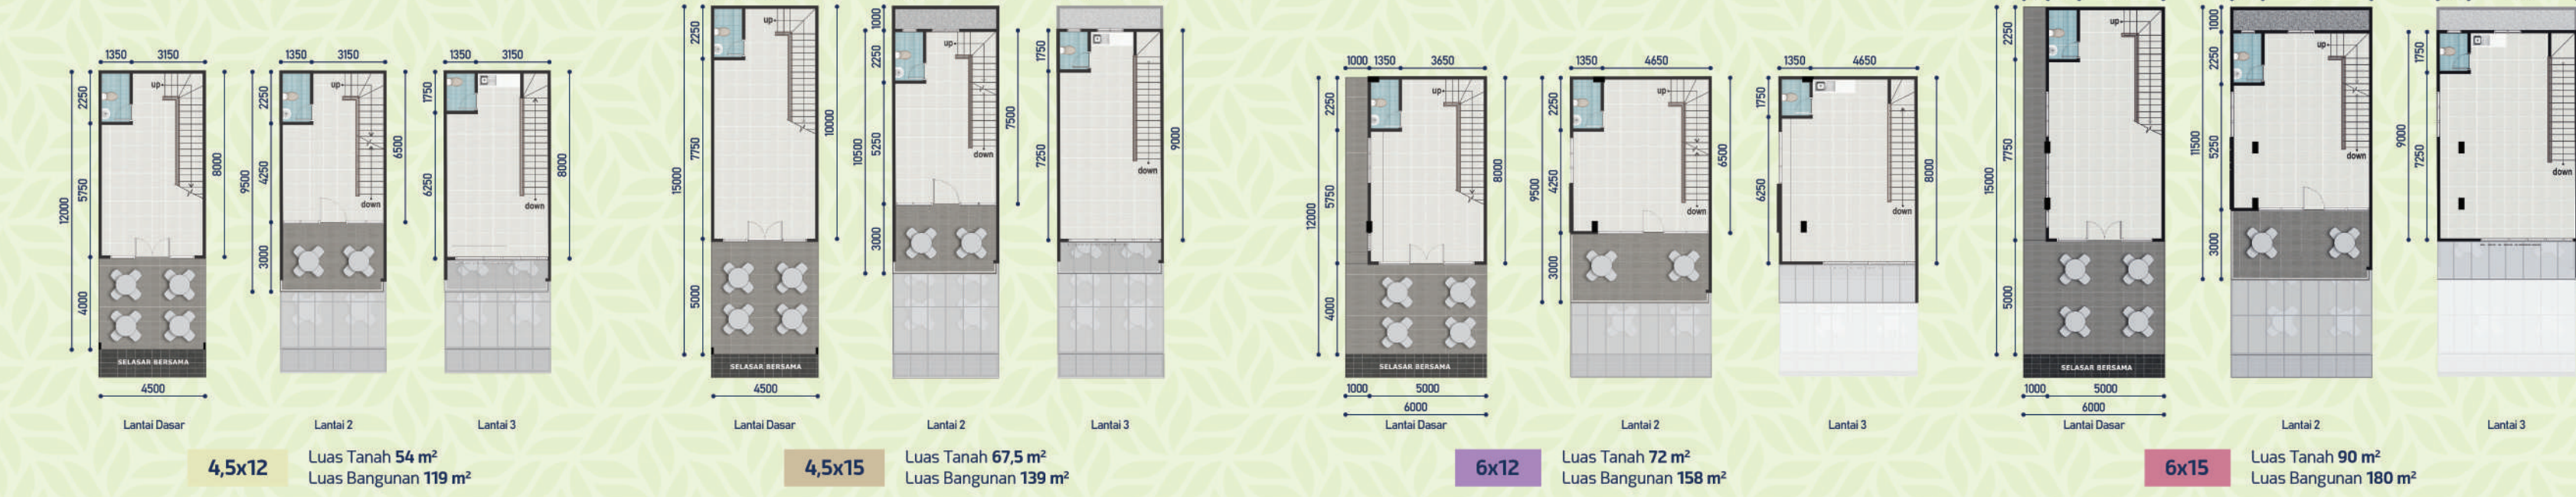 1350 3150
2250
5750
12000
4000
8000
up
SELASAR BERSAMA
4500
Lantai Dasar
1350 3150
2250
4250
9500
3000
6500
up
down
Lantai 2
1350 3150
1750
6250
8000
down
Lantai 3
4,5x12
Luas Tanah 54 m²
Luas Bangunan 119 m²
2250
7750
15000
5000
10000
up
SELASAR BERSAMA
4500
Lantai Dasar
1000
2250
10500
5250
3000
7500
up
down
Lantai 2
1750
7250
9000
down
Lantai 3
4,5x15
Luas Tanah 67,5 m²
Luas Bangunan 139 m²
1000 1350 3650
2250
5750
12000
4000
8000
up
SELASAR BERSAMA
1000 5000
6000
Lantai Dasar
1350 4650
2250
9500
4250
3000
6500
up
down
Lantai 2
1350 4650
1750
6250
8000
down
Lantai 3
6x12
Luas Tanah 72 m²
Luas Bangunan 158 m²
2250
7750
15000
5000
up
SELASAR BERSAMA
1000 5000
6000
Lantai Dasar
1000
2250
11500
5250
3000
up
down
Lantai 2
1750
9000
7250
down
Lantai 3
6x15
Luas Tanah 90 m²
Luas Bangunan 180 m²